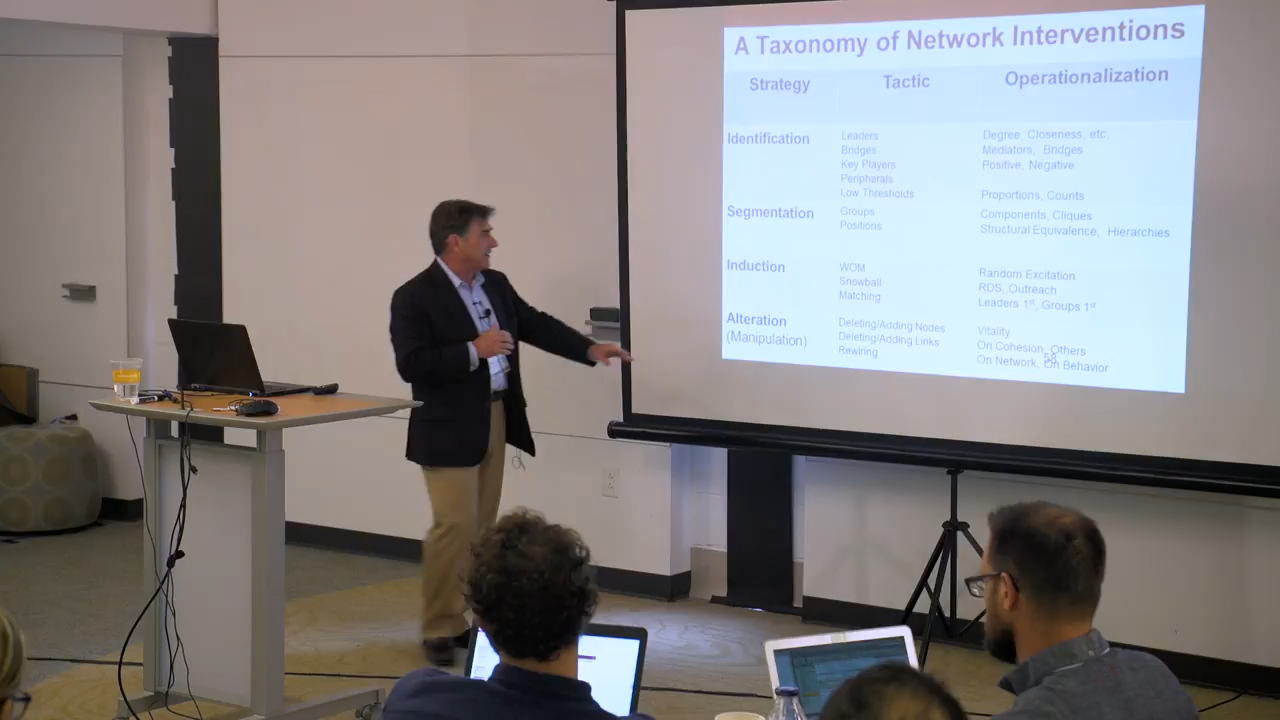 A Taxonomy of Network Interventions
Strategy Tactic Operationalization
Identification Leaders Degree, Closeness, etc.
Bridges Mediators, Bridges
Key Players Positive, Negative
Peripherals
Low Thresholds Proportions, Counts
Segmentation Groups Components, Cliques
Positions Structural Equivalence, Hierarchies
Induction WOM Random Excitation
Snowball RDS, Outreach
Matching Leaders 1st, Groups 1st
Alteration Deleting/Adding Nodes Vitality
(Manipulation) Deleting/Adding Links On Cohesion, Others
Rewiring On Network, On Behavior
58